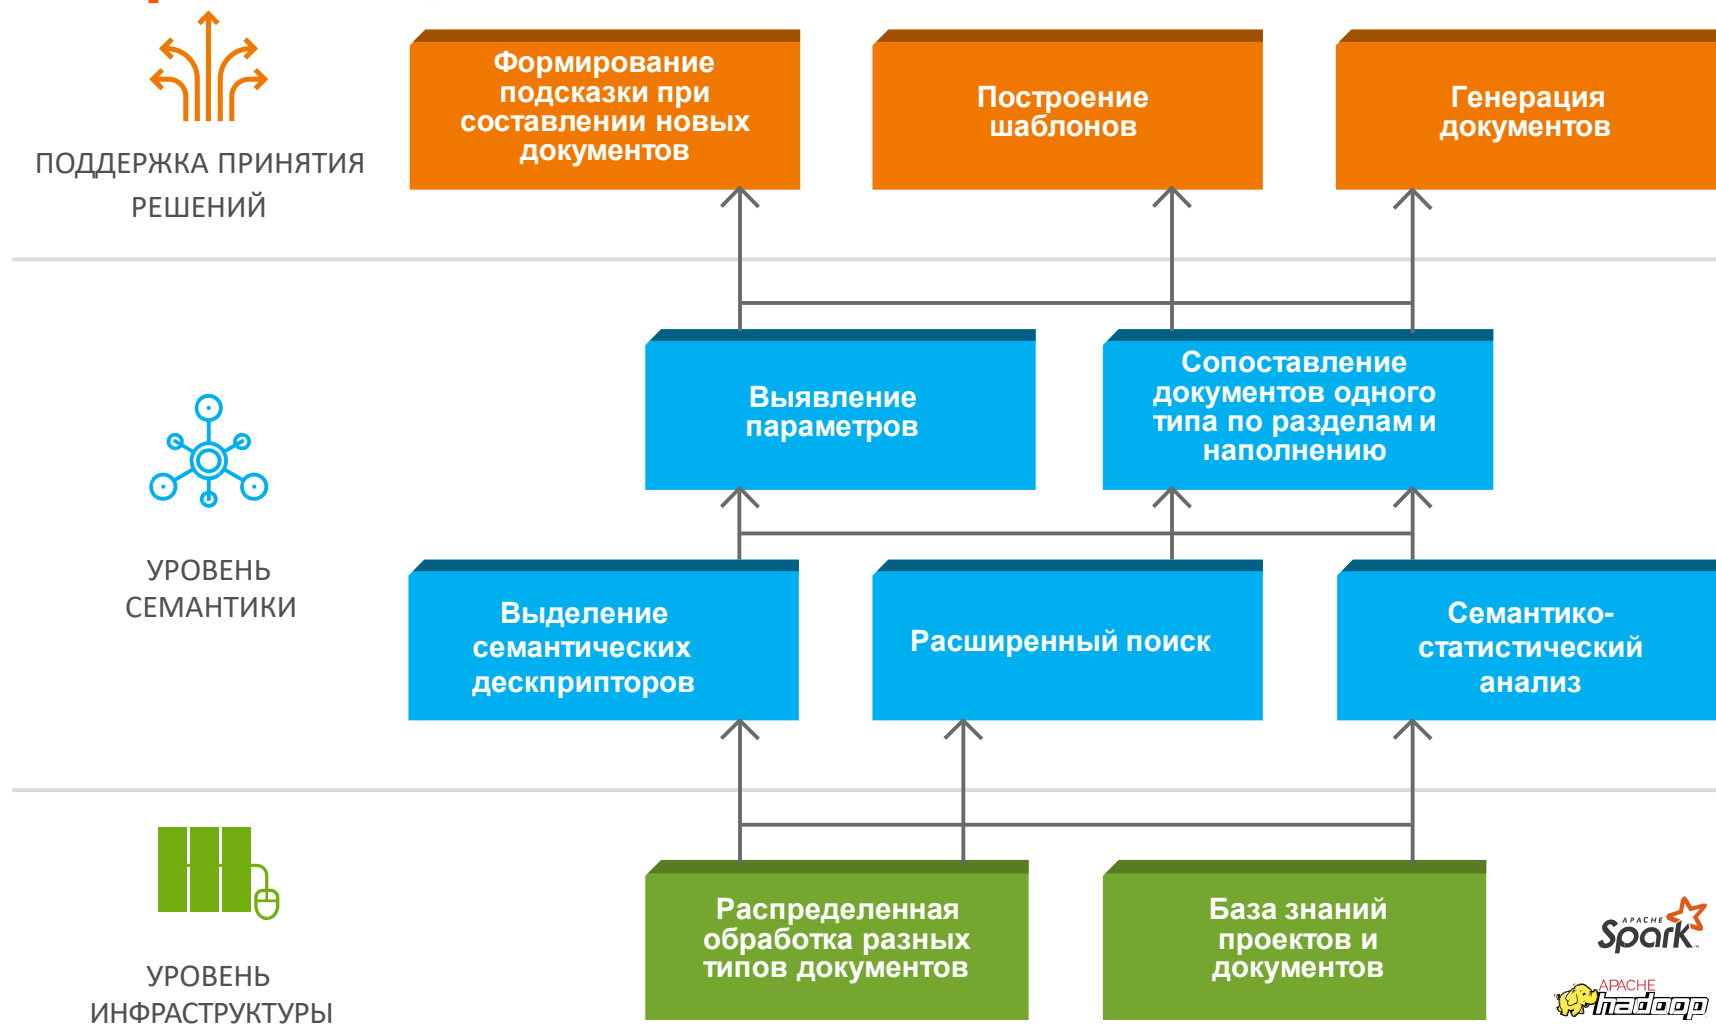 Формирование
подсказки при
составлении новых
документов
Построение
шаблонов
Генерация
документов
ПОДДЕРЖКА ПРИНЯТИЯ
РЕШЕНИЙ
Выявление
параметров
Сопоставление
документов одного
типа по разделам и
наполнению
УРОВЕНЬ
СЕМАНТИКИ
Выделение
семантических
дескприпторов
Расширенный поиск
Семантико-
статистический
анализ
Распределенная
обработка разных
типов документов
База знаний
проектов и
документов
УРОВЕНЬ
ИНФРАСТРУКТУРЫ
APACHE
Spark
APACHE
hadoop